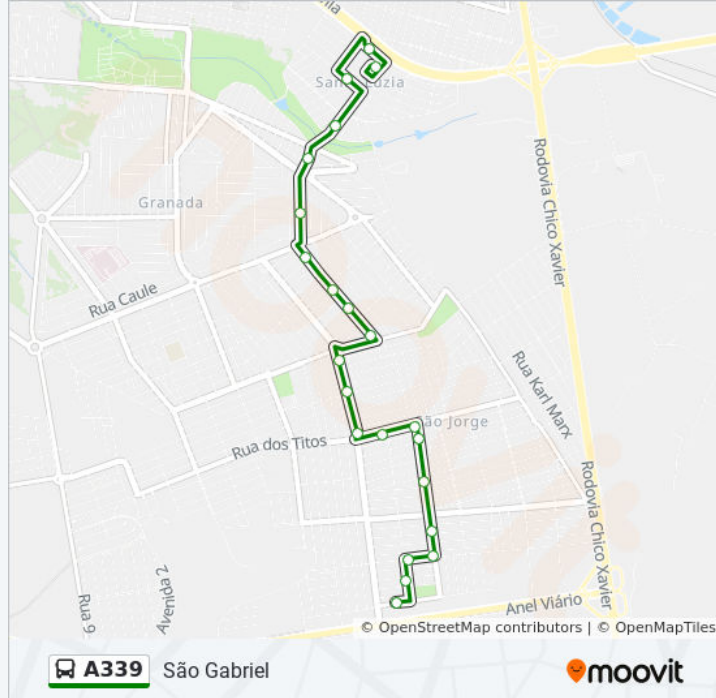 Santa Luzia
Rodovia Chico Xavier
Granada
Rua Caule
Rua Karl Marx
São Jorge
Rua dos Titos
Rodovia Chico Xavier
Rua 6
Avenida 2
Anel Viário
© OpenStreetMap contributors | © OpenMapTiles
A339 São Gabriel
moovit